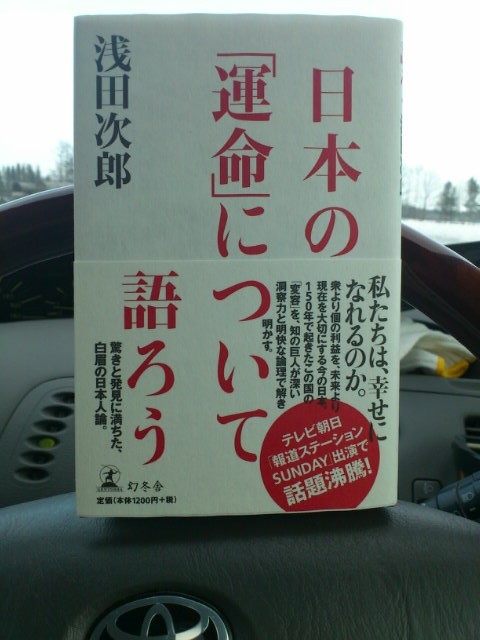 日本の
「運命」について
語ろう
浅田次郎
私たちは、幸せに
なれるのか。
衆より個の利益を、未来より
現在を大切にする今の日本。
150年で起きたこの国の
「変容」を、知の巨人が深い
洞察力と明快な論理で解き
明かす。
驚きと発見に満ちた、
白眉の日本人論。
テレビ朝日
「報道ステーション
SUNDAY」出演で
話題沸騰!
GENTOSHA
幻冬舎
定価(本体1200円+税)